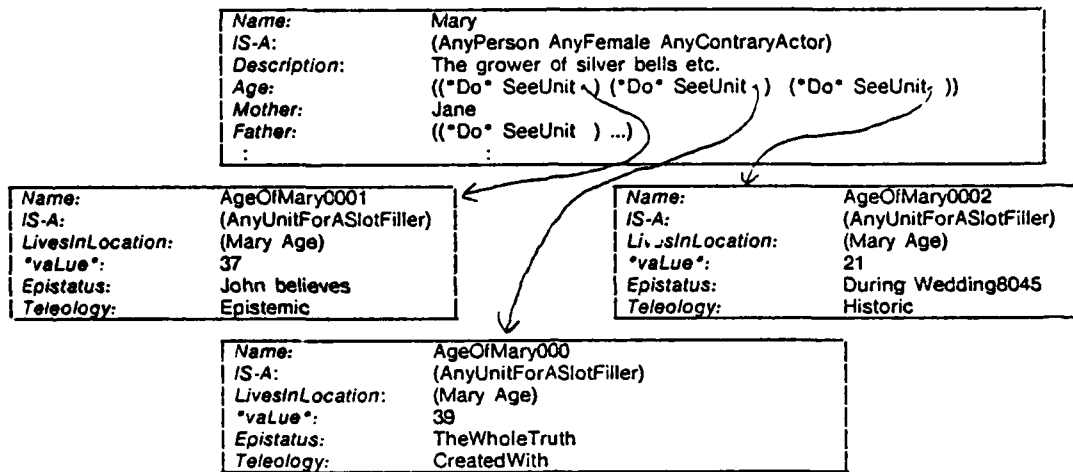 Name: Mary
IS-A: (AnyPerson AnyFemale AnyContraryActor)
Description: The grower of silver bells etc.
Age: ((*Do* SeeUnit ) (*Do* SeeUnit ) (*Do* SeeUnit ))
Mother: Jane
Father: ((*Do* SeeUnit ) ...)
: :
Name: AgeOfMary0001
IS-A: (AnyUnitForASlotFiller)
LivesInLocation: (Mary Age)
*vaLue*: 37
Epistatus: John believes
Teleology: Epistemic
Name: AgeOfMary0002
IS-A: (AnyUnitForASlotFiller)
LivesInLocation: (Mary Age)
*vaLue*: 21
Epistatus: During Wedding8045
Teleology: Historic
Name: AgeOfMary000
IS-A: (AnyUnitForASlotFiller)
LivesInLocation: (Mary Age)
*vaLue*: 39
Epistatus: TheWholeTruth
Teleology: CreatedWith